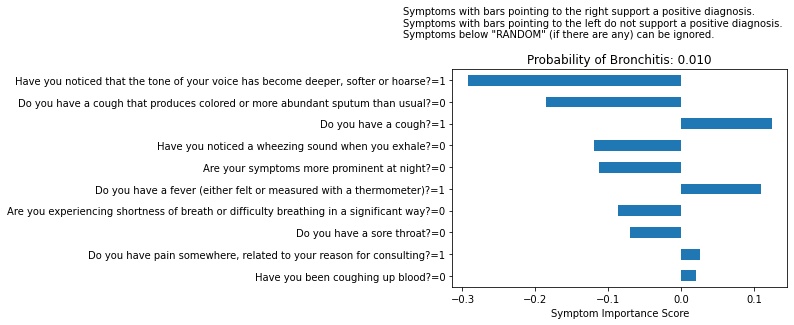 Symptoms with bars pointing to the right support a positive diagnosis.
Symptoms with bars pointing to the left do not support a positive diagnosis.
Symptoms below "RANDOM" (if there are any) can be ignored.
Probability of Bronchitis: 0.010
Have you noticed that the tone of your voice has become deeper, softer or hoarse?=1
Do you have a cough that produces colored or more abundant sputum than usual?=0
Do you have a cough?=1
Have you noticed a wheezing sound when you exhale?=0
Are your symptoms more prominent at night?=0
Do you have a fever (either felt or measured with a thermometer)?=1
Are you experiencing shortness of breath or difficulty breathing in a significant way?=0
Do you have a sore throat?=0
Do you have pain somewhere, related to your reason for consulting?=1
Have you been coughing up blood?=0
−0.3 −0.2 −0.1 0.0 0.1
Symptom Importance Score